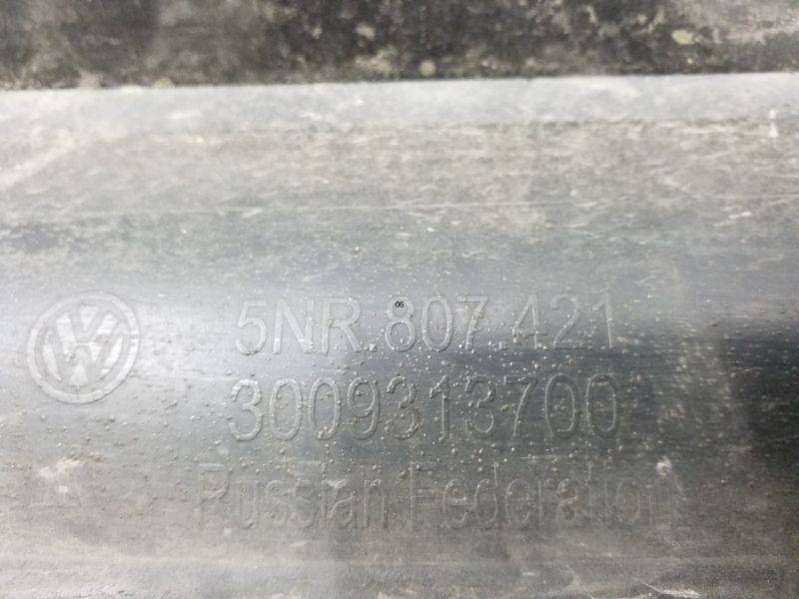 5NR.807.421
3009313700
Russian Federation